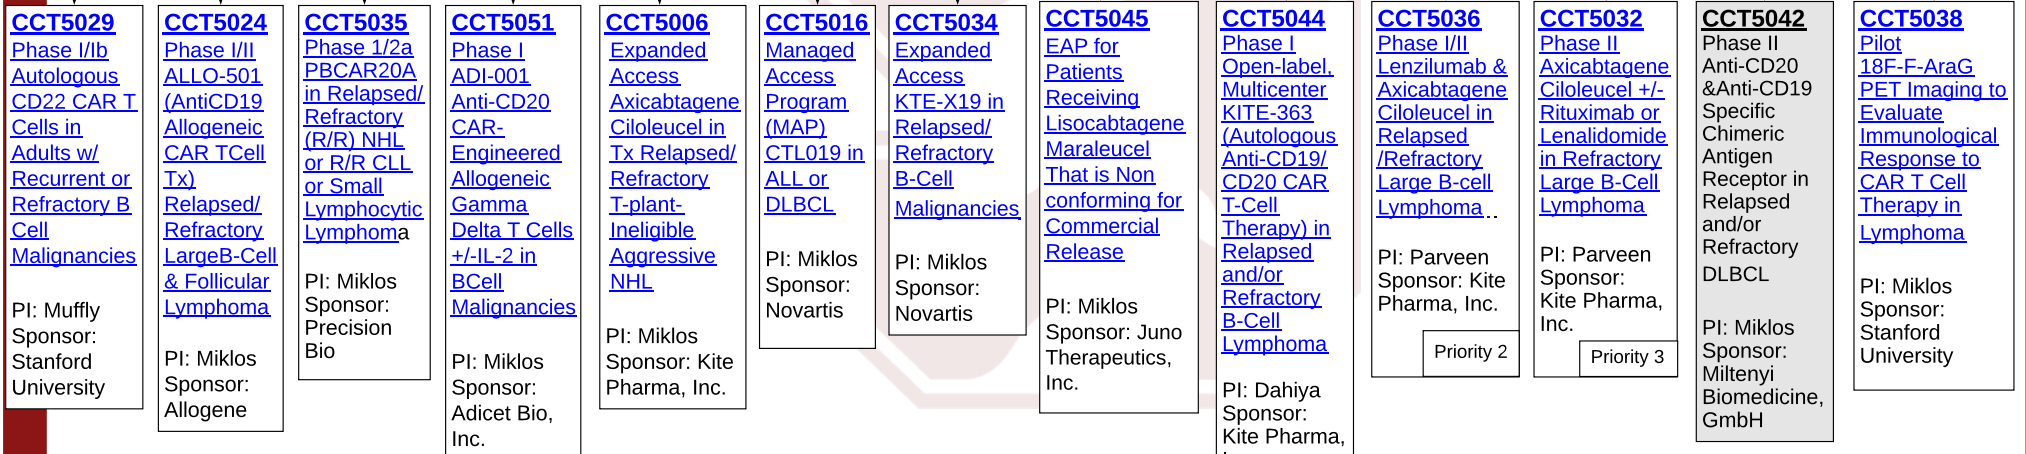 CCT5029
Phase I/Ib
Autologous
CD22 CAR T
Cells in
Adults w/
Recurrent or
Refractory B
Cell
Malignancies
PI: Muffly
Sponsor:
Stanford
University
CCT5024
Phase I/II
ALLO-501
(AntiCD19
Allogeneic
CAR TCell
Tx)
Relapsed/
Refractory
LargeB-Cell
& Follicular
Lymphoma
PI: Miklos
Sponsor:
Allogene
CCT5035
Phase 1/2a
PBCAR20A
in Relapsed/
Refractory
(R/R) NHL
or R/R CLL
or Small
Lymphocytic
Lymphoma
PI: Miklos
Sponsor:
Precision
Bio
CCT5051
Phase I
ADI-001
Anti-CD20
CAR-
Engineered
Allogeneic
Gamma
Delta T Cells
+/-IL-2 in
BCell
Malignancies
PI: Miklos
Sponsor:
Adicet Bio,
Inc.
CCT5006
Expanded
Access
Axicabtagene
Ciloleucel in
Tx Relapsed/
Refractory
T-plant-
Ineligible
Aggressive
NHL
PI: Miklos
Sponsor: Kite
Pharma, Inc.
CCT5016
Managed
Access
Program
(MAP)
CTL019 in
ALL or
DLBCL
PI: Miklos
Sponsor:
Novartis
CCT5034
Expanded
Access
KTE-X19 in
Relapsed/
Refractory
B-Cell
Malignancies
PI: Miklos
Sponsor:
Novartis
CCT5045
EAP for
Patients
Receiving
Lisocabtagene
Maraleucel
That is Non
conforming for
Commercial
Release
PI: Miklos
Sponsor: Juno
Therapeutics,
Inc.
CCT5044
Phase I
Open-label,
Multicenter
KITE-363
(Autologous
Anti-CD19/
CD20 CAR
T-Cell
Therapy) in
Relapsed
and/or
Refractory
B-Cell
Lymphoma
PI: Dahiya
Sponsor:
Kite Pharma,
CCT5036
Phase I/II
Lenzilumab &
Axicabtagene
Ciloleucel in
Relapsed
/Refractory
Large B-cell
Lymphoma
PI: Parveen
Sponsor: Kite
Pharma, Inc.
Priority 2
CCT5032
Phase II
Axicabtagene
Ciloleucel +/-
Rituximab or
Lenalidomide
in Refractory
Large B-Cell
Lymphoma
PI: Parveen
Sponsor:
Kite Pharma,
Inc.
Priority 3
CCT5042
Phase II
Anti-CD20
&Anti-CD19
Specific
Chimeric
Antigen
Receptor in
Relapsed
and/or
Refractory
DLBCL
PI: Miklos
Sponsor:
Miltenyi
Biomedicine,
GmbH
CCT5038
Pilot
18F-F-AraG
PET Imaging to
Evaluate
Immunological
Response to
CAR T Cell
Therapy in
Lymphoma
PI: Miklos
Sponsor:
Stanford
University